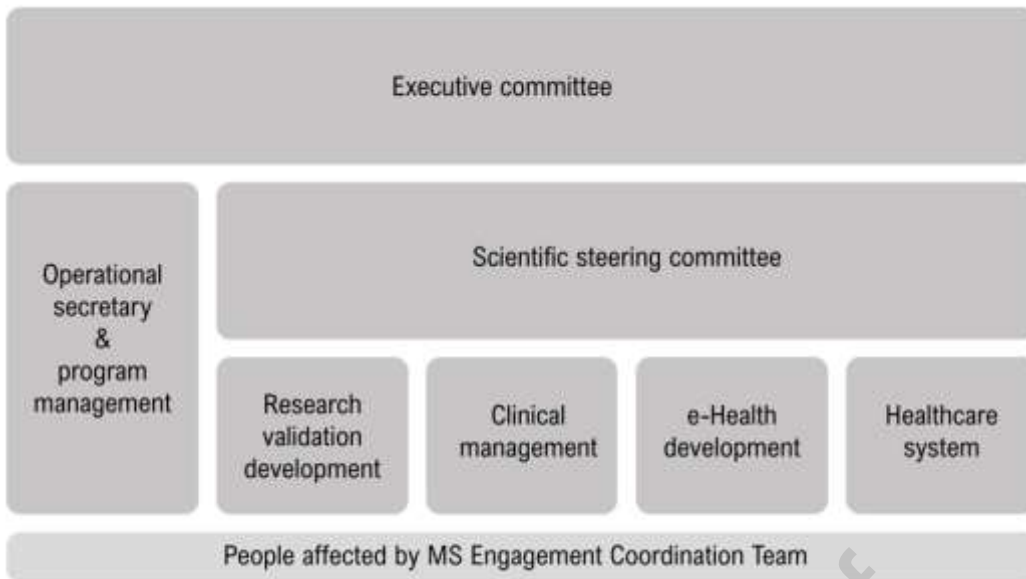 Executive committee
Operational
secretary
&
program
management
Scientific steering committee
Research
validation
development
Clinical
management
e-Health
development
Healthcare
system
People affected by MS Engagement Coordination Team